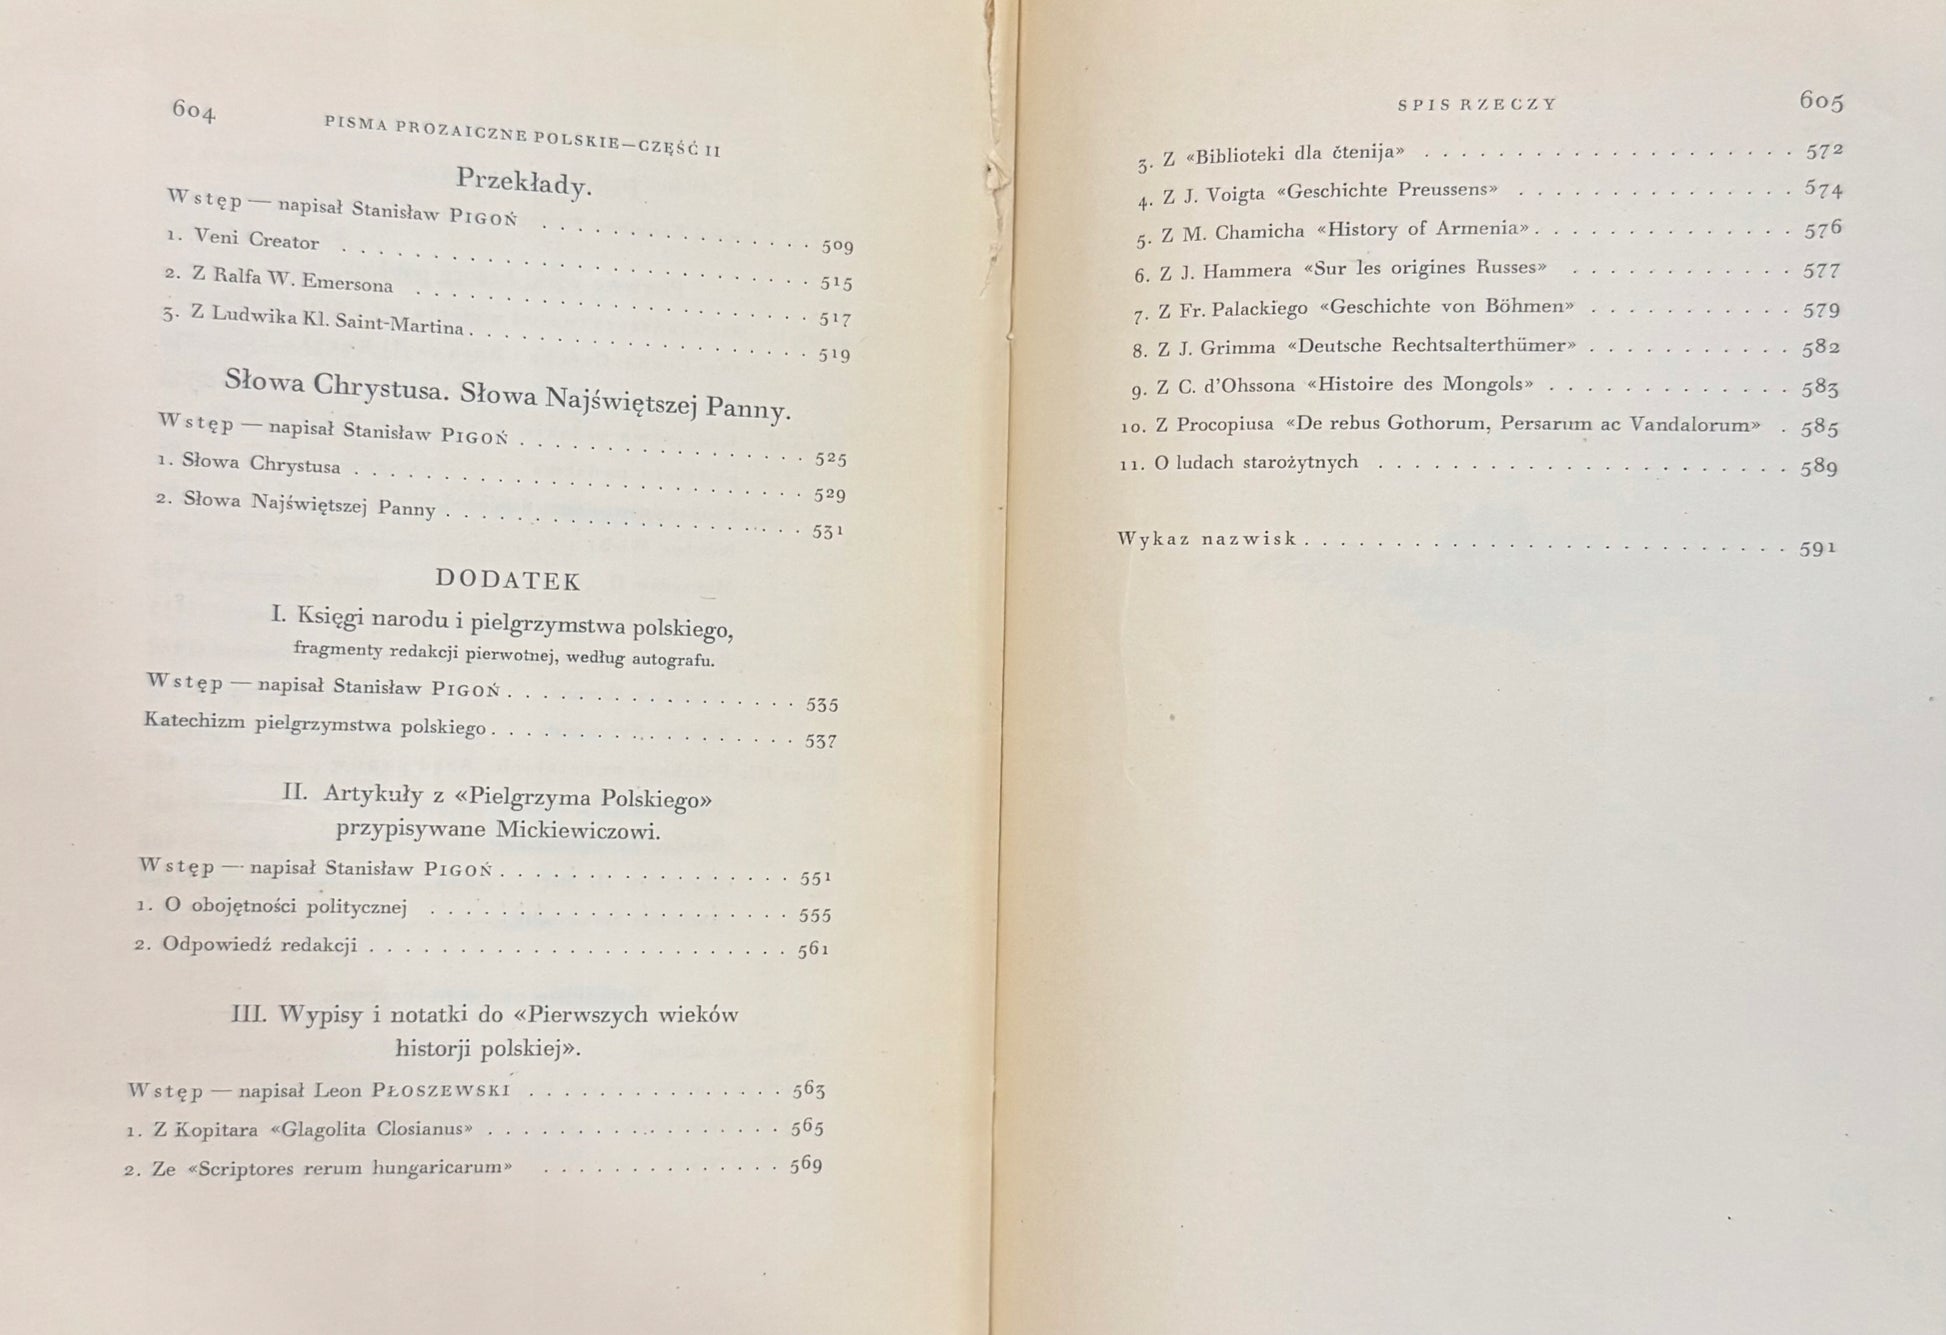 604
PISMA PROZAICZNE POLSKIE—CZĘŚĆ II
Przekłady.
Wstęp — napisał Stanisław PIGOŃ . . . . . . . . . . . . . . . 509
1. Veni Creator . . . . . . . . . . . . . . . . . . . . . . . . . 515
2. Z Ralfa W. Emersona . . . . . . . . . . . . . . . . . . . . . 517
3. Z Ludwika Kl. Saint-Martina . . . . . . . . . . . . . . . . . . 519
Słowa Chrystusa. Słowa Najświętszej Panny.
Wstęp — napisał Stanisław PIGOŃ . . . . . . . . . . . . . . . . 525
1. Słowa Chrystusa . . . . . . . . . . . . . . . . . . . . . . . . 529
2. Słowa Najświętszej Panny . . . . . . . . . . . . . . . . . . . 531
DODATEK
I. Księgi narodu i pielgrzymstwa polskiego,
fragmenty redakcji pierwotnej, według autografu.
Wstęp — napisał Stanisław PIGOŃ . . . . . . . . . . . . . . . . 535
Katechizm pielgrzymstwa polskiego . . . . . . . . . . . . . . . . . 537
II. Artykuły z «Pielgrzyma Polskiego»
przypisywane Mickiewiczowi.
Wstęp — napisał Stanisław PIGOŃ . . . . . . . . . . . . . . . . 551
1. O obojętności politycznej . . . . . . . . . . . . . . . . . . . . 555
2. Odpowiedź redakcji . . . . . . . . . . . . . . . . . . . . . . . 561
III. Wypisy i notatki do «Pierwszych wieków
historji polskiej».
Wstęp — napisał Leon PŁOSZEWSKI . . . . . . . . . . . . . . 563
1. Z Kopitara «Glagolita Closianus» . . . . . . . . . . . . . . . . . 565
2. Ze «Scriptores rerum hungaricarum» . . . . . . . . . . . . . 569
SPIS RZECZY
605
3. Z «Biblioteki dla čtenija» . . . . . . . . . . . . . . . . . . . . . 572
4. Z J. Voigta «Geschichte Preussens» . . . . . . . . . . . . . . . 574
5. Z M. Chamicha «History of Armenia» . . . . . . . . . . . . . . 576
6. Z J. Hammera «Sur les origines Russes» . . . . . . . . . . . . 577
7. Z Fr. Palackiego «Geschichte von Böhmen» . . . . . . . . . . . 579
8. Z J. Grimma «Deutsche Rechtsalterthümer» . . . . . . . . . . . 582
9. Z C. d'Ohssona «Histoire des Mongols» . . . . . . . . . . . . . 583
10. Z Procopiusa «De rebus Gothorum, Persarum ac Vandalorum» . 585
11. O ludach starożytnych . . . . . . . . . . . . . . . . . . . . . . 589
Wykaz nazwisk . . . . . . . . . . . . . . . . . . . . . . . . . . 591